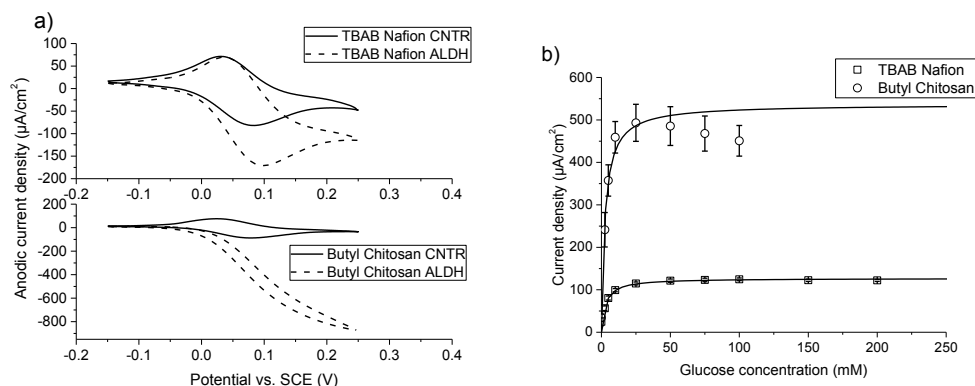 a)
TBAB Nafion CNTR
TBAB Nafion ALDH
100
50
0
-50
-100
-150
-200
-0.2 -0.1 0.0 0.1 0.2 0.3 0.4
Anodic current density (µA/cm²)
200
0
-200
-400
-600
-800
Butyl Chitosan CNTR
Butyl Chitosan ALDH
-0.2 -0.1 0.0 0.1 0.2 0.3 0.4
Potential vs. SCE (V)
b)
TBAB Nafion
Butyl Chitosan
600
500
400
300
200
100
0
Current density (µA/cm²)
0 50 100 150 200 250
Glucose concentration (mM)